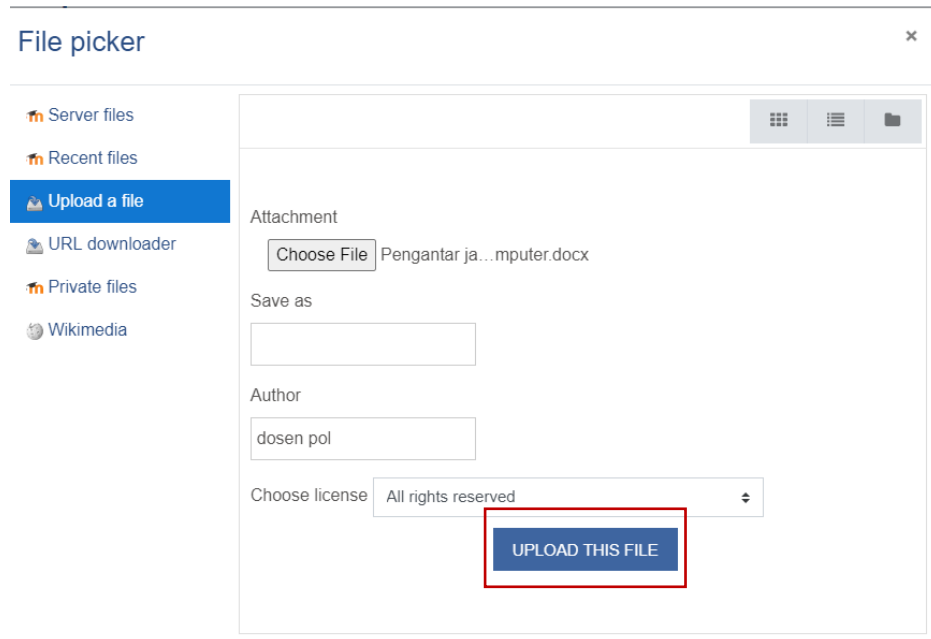 File picker
×
Server files
Recent files
Upload a file
URL downloader
Private files
Wikimedia
Attachment
Choose File Pengantar ja...mputer.docx
Save as
Author
dosen pol
Choose license All rights reserved
UPLOAD THIS FILE